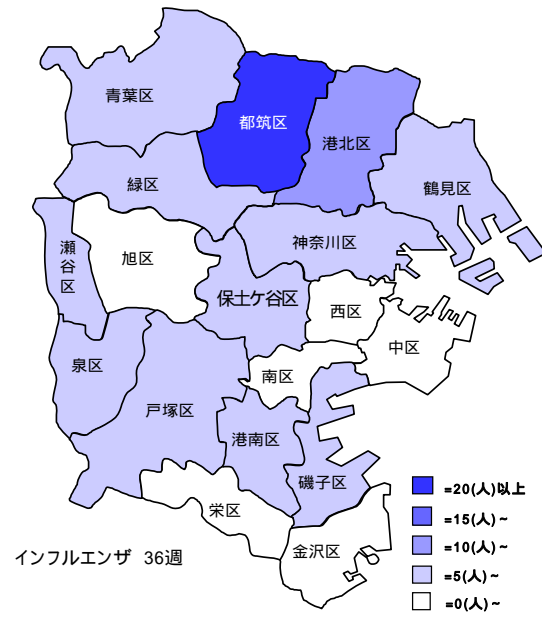 青葉区
都筑区
港北区
緑区
鶴見区
瀬谷区
旭区
神奈川区
保土ケ谷区
西区
中区
泉区
南区
戸塚区
港南区
磯子区
栄区
金沢区
インフルエンザ 36週
=20(人)以上
=15(人)~
=10(人)~
=5(人)~
=0(人)~